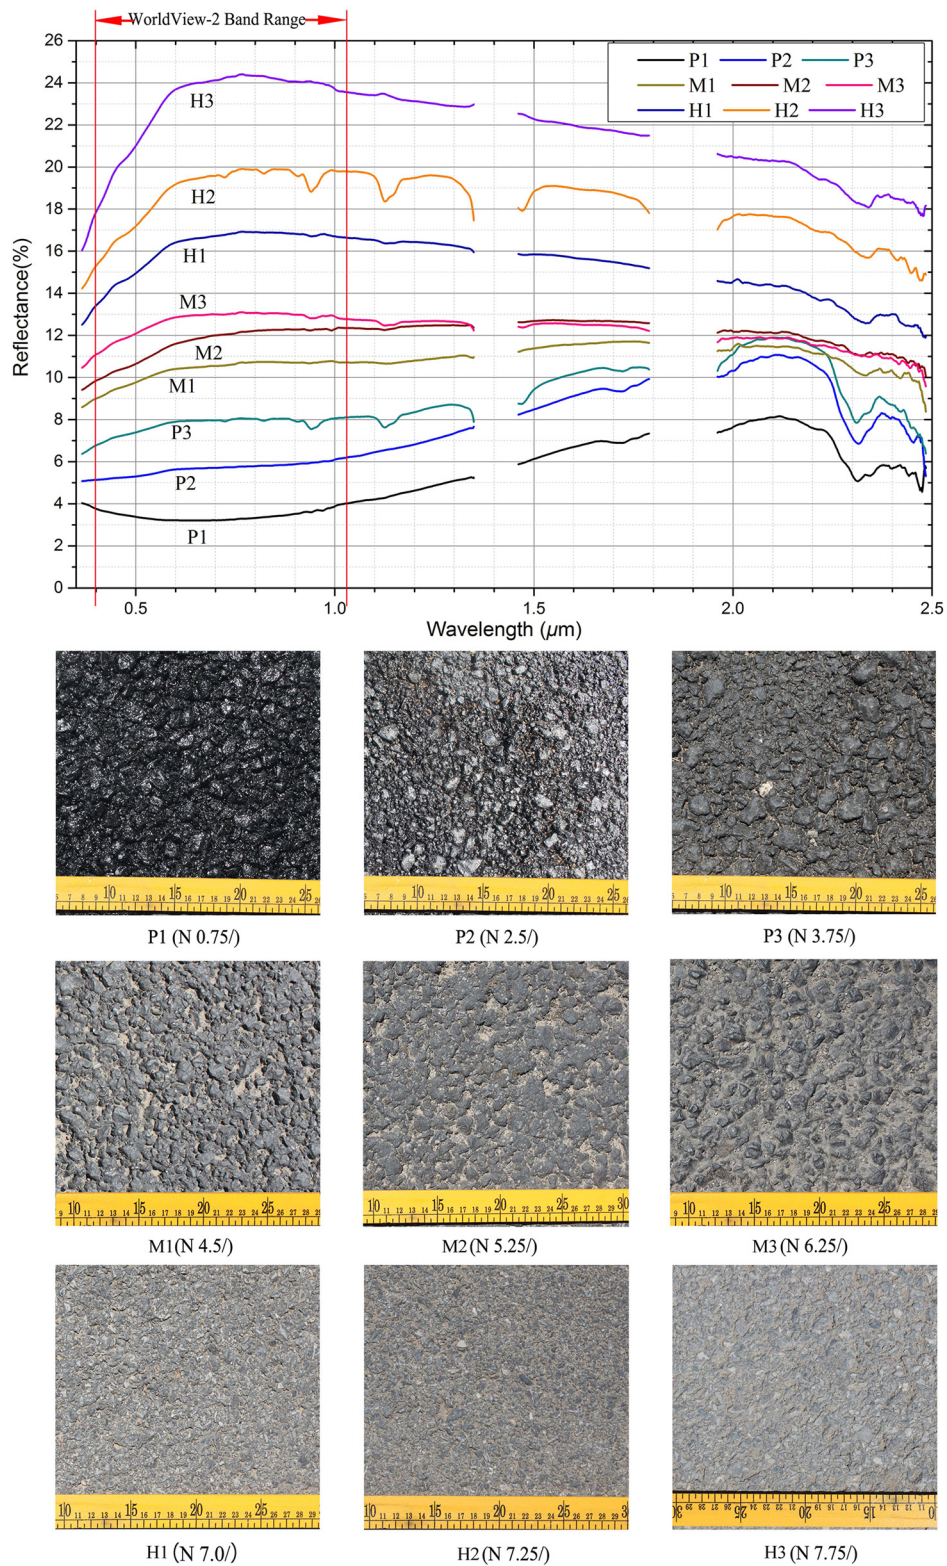 WorldView-2 Band Range
26
24
22
20
18
16
14
12
10
8
6
4
2
0
Reflectance(%)
P1 P2 P3
M1 M2 M3
H1 H2 H3
H3
H2
H1
M3
M2
M1
P3
P2
P1
0.5 1.0 1.5 2.0 2.5
Wavelength (µm)
P1 (N 0.75/) P2 (N 2.5/) P3 (N 3.75/)
M1(N 4.5/) M2 (N 5.25/) M3 (N 6.25/)
H1 (N 7.0/) H2 (N 7.25/) H3 (N 7.75/)